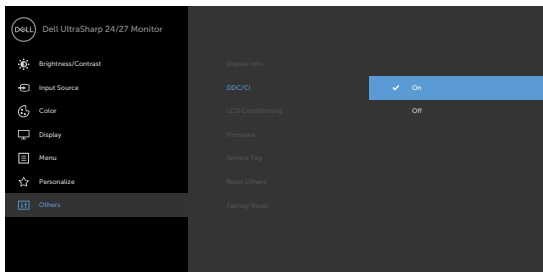 DELL
Dell UltraSharp 24/27 Monitor
Brightness/Contrast
Display Info
Input Source
DDC/CI
On
Color
LCD Conditioning
Off
Display
Firmware
Menu
Service Tag
Personalize
Reset Others
Others
Factory Reset